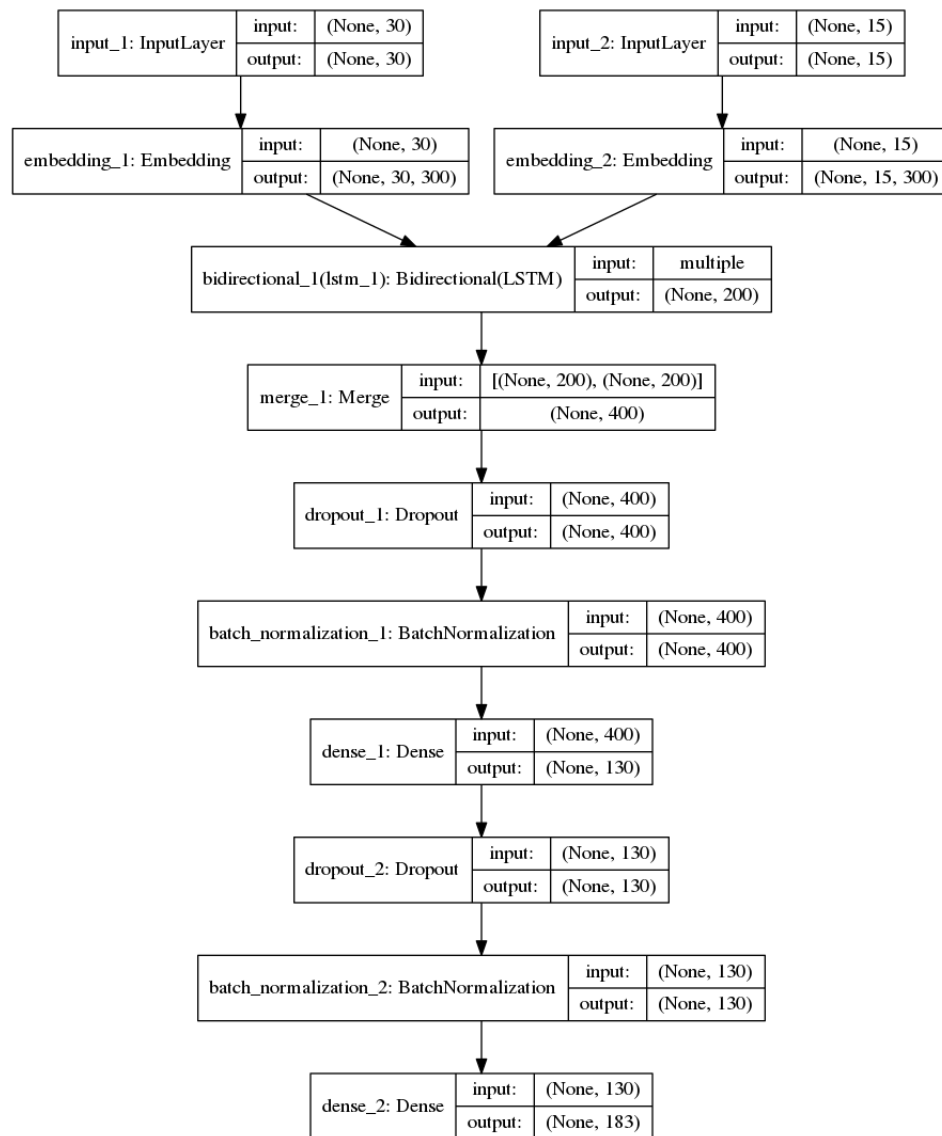 input_1: InputLayer
input: (None, 30)
output: (None, 30)
input_2: InputLayer
input: (None, 15)
output: (None, 15)
embedding_1: Embedding
input: (None, 30)
output: (None, 30, 300)
embedding_2: Embedding
input: (None, 15)
output: (None, 15, 300)
bidirectional_1(lstm_1): Bidirectional(LSTM)
input: multiple
output: (None, 200)
merge_1: Merge
input: [(None, 200), (None, 200)]
output: (None, 400)
dropout_1: Dropout
input: (None, 400)
output: (None, 400)
batch_normalization_1: BatchNormalization
input: (None, 400)
output: (None, 400)
dense_1: Dense
input: (None, 400)
output: (None, 130)
dropout_2: Dropout
input: (None, 130)
output: (None, 130)
batch_normalization_2: BatchNormalization
input: (None, 130)
output: (None, 130)
dense_2: Dense
input: (None, 130)
output: (None, 183)